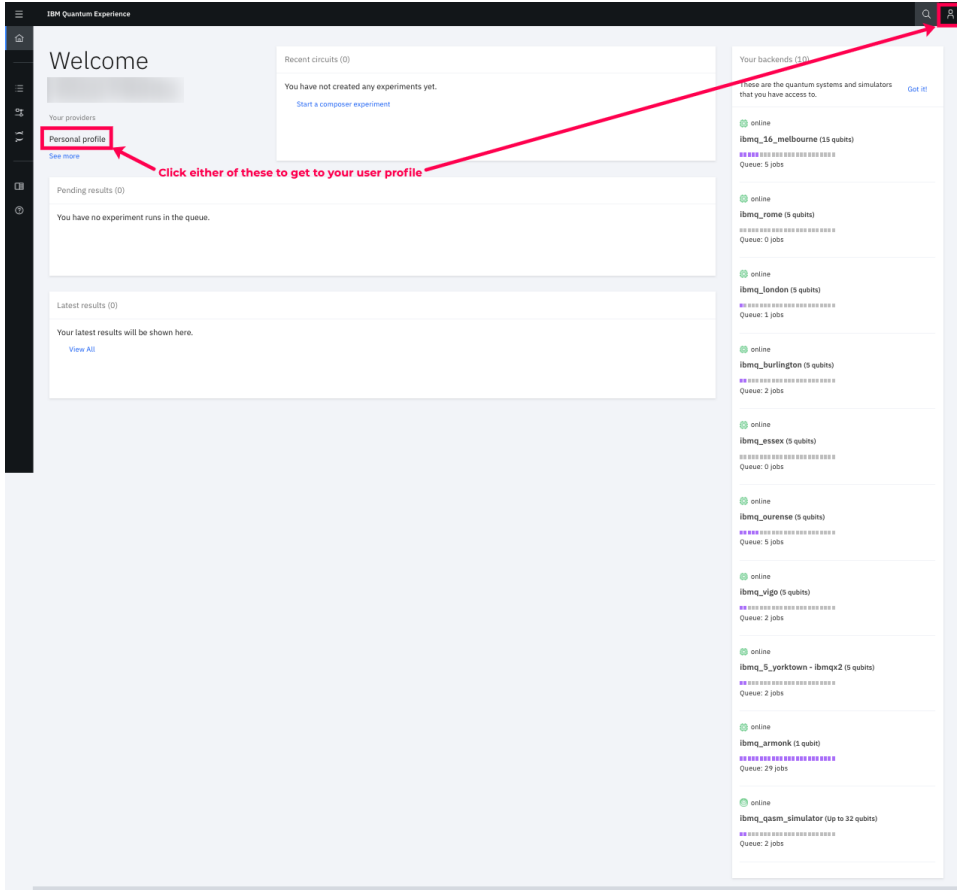 IBM Quantum Experience
Welcome
Your providers
Personal profile
See more
Recent circuits (0)
You have not created any experiments yet.
Start a composer experiment
Click either of these to get to your user profile
Pending results (0)
You have no experiment runs in the queue.
Latest results (0)
Your latest results will be shown here.
View All
Your backends (10)
These are the quantum systems and simulators
that you have access to.
Got it!
online
ibmq_16_melbourne (15 qubits)
Queue: 5 jobs
online
ibmq_rome (5 qubits)
Queue: 0 jobs
online
ibmq_london (5 qubits)
Queue: 1 jobs
online
ibmq_burlington (5 qubits)
Queue: 2 jobs
online
ibmq_essex (5 qubits)
Queue: 0 jobs
online
ibmq_ourense (5 qubits)
Queue: 5 jobs
online
ibmq_vigo (5 qubits)
Queue: 2 jobs
online
ibmq_5_yorktown - ibmqx2 (5 qubits)
Queue: 2 jobs
online
ibmq_armonk (1 qubit)
Queue: 29 jobs
online
ibmq_qasm_simulator (Up to 32 qubits)
Queue: 2 jobs